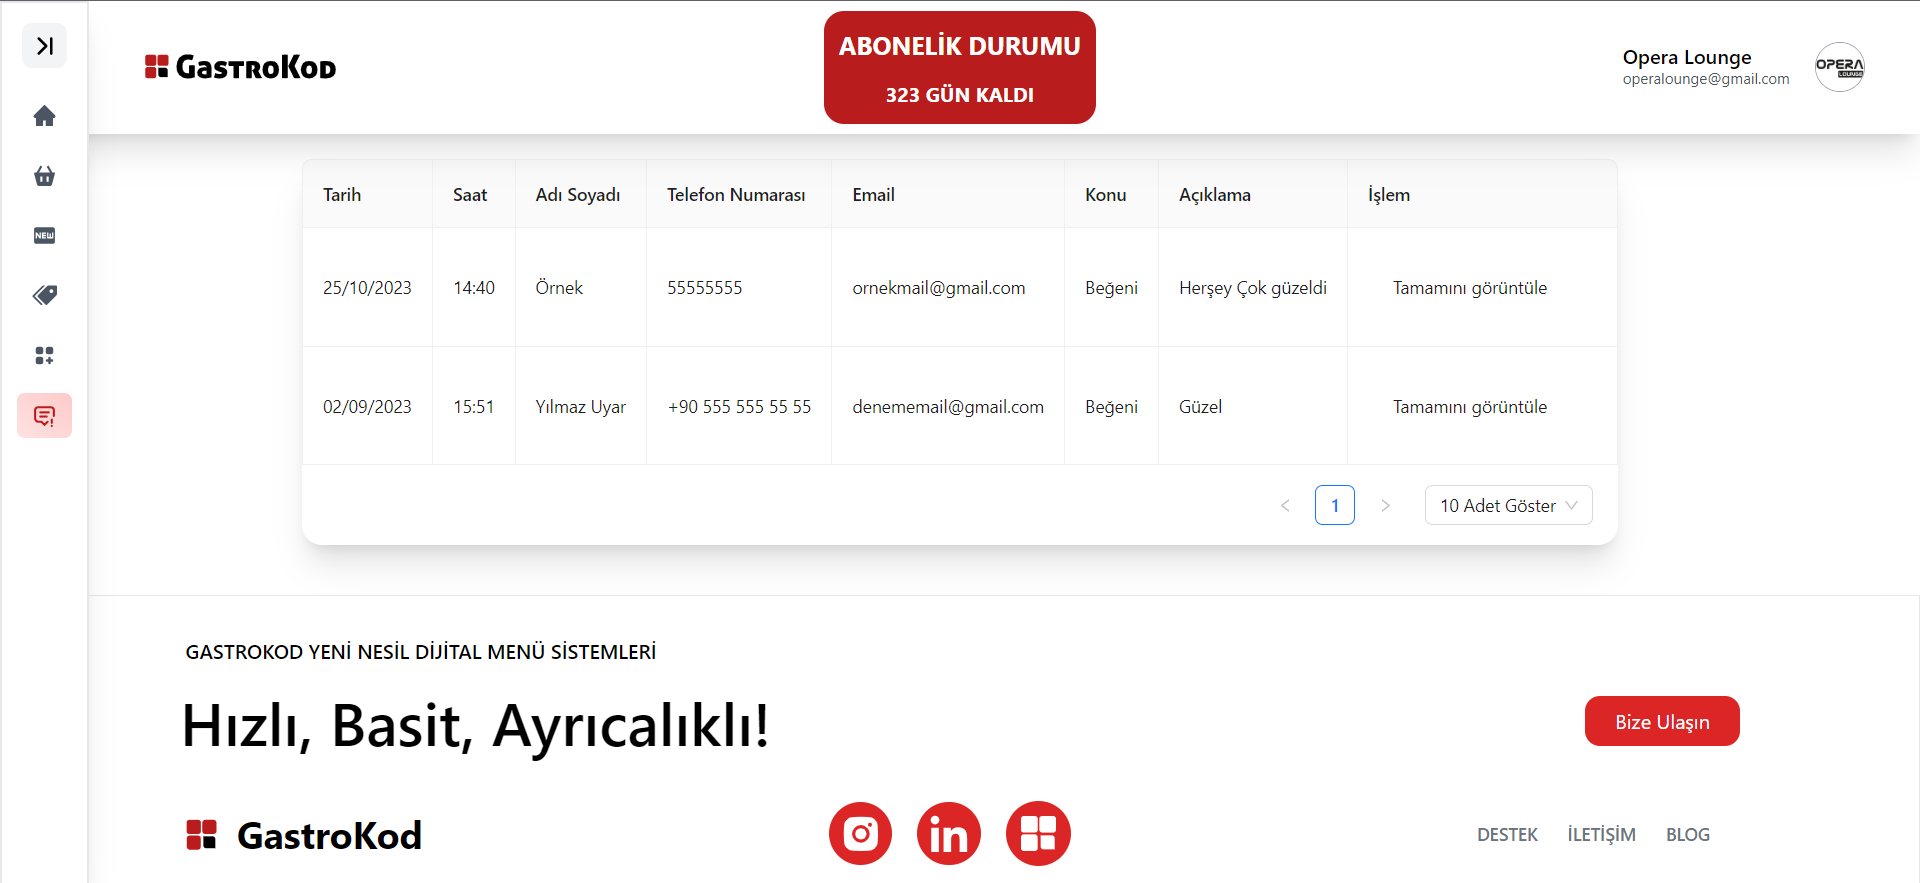 GASTROKOD
ABONELİK DURUMU
323 GÜN KALDI
Opera Lounge
operalounge@gmail.com
OPERA
LOUNGE
NEW
Tarih Saat Adı Soyadı Telefon Numarası Email Konu Açıklama İşlem
25/10/2023 14:40 Örnek 55555555 ornekmail@gmail.com Beğeni Herşey Çok güzeldi Tamamını görüntüle
02/09/2023 15:51 Yılmaz Uyar +90 555 555 55 55 denememail@gmail.com Beğeni Güzel Tamamını görüntüle
< 1 > 10 Adet Göster
GASTROKOD YENİ NESİL DİJİTAL MENÜ SİSTEMLERİ
Hızlı, Basit, Ayrıcalıklı!
Bize Ulaşın
GastroKod
in
DESTEK İLETİŞİM BLOG